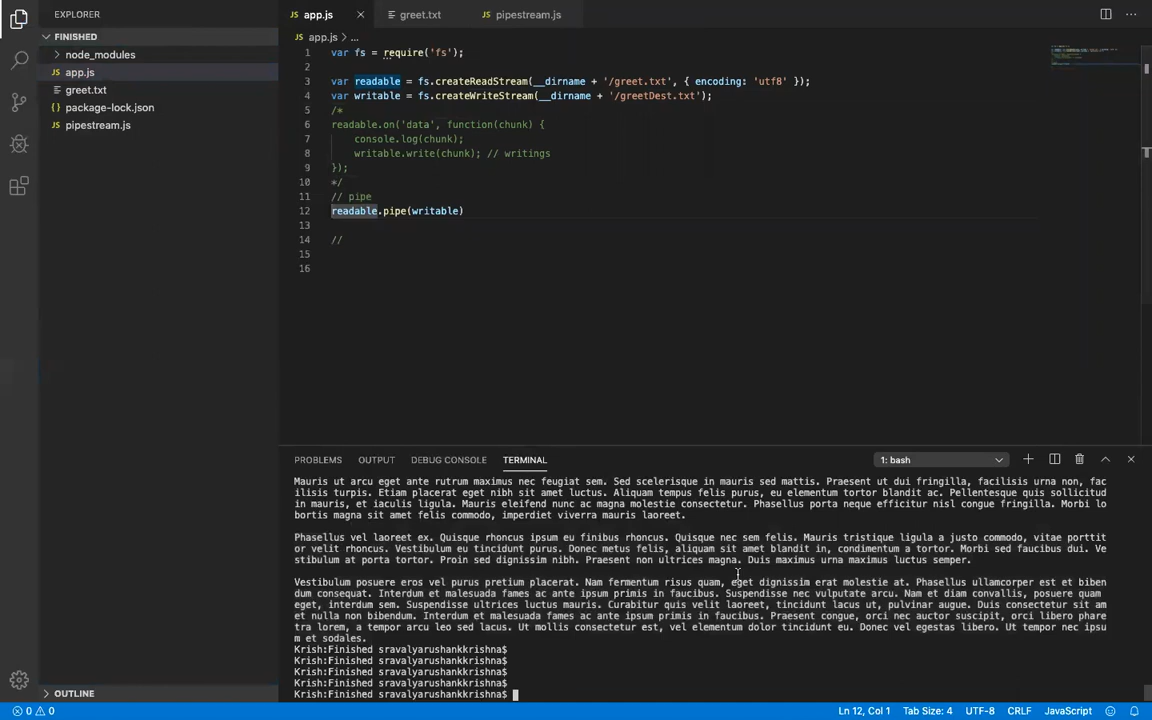 EXPLORER
FINISHED
node_modules
app.js
greet.txt
{} package-lock.json
JS pipestream.js
OUTLINE
JS app.js
greet.txt
JS pipestream.js
JS app.js > ...
1 var fs = require('fs');
2
3 var readable = fs.createReadStream(__dirname + '/greet.txt', { encoding: 'utf8' });
4 var writable = fs.createWriteStream(__dirname + '/greetDest.txt');
5 /*
6 readable.on('data', function(chunk) {
7 console.log(chunk);
8 writable.write(chunk); // writings
9 });
10 */
11 // pipe
12 readable.pipe(writable)
13
14 //
15
16
PROBLEMS OUTPUT DEBUG CONSOLE TERMINAL
1: bash
Mauris ut arcu eget ante rutrum maximus nec feugiat sem. Sed scelerisque in mauris sed mattis. Praesent ut dui fringilla, facilisis urna non, fac
ilisis turpis. Etiam placerat eget nibh sit amet luctus. Aliquam tempus felis purus, eu elementum tortor blandit ac. Pellentesque quis sollicitud
in mauris, et iaculis ligula. Mauris eleifend nunc ac magna molestie consectetur. Phasellus porta neque efficitur nisl congue fringilla. Morbi lo
bortis magna sit amet felis commodo, imperdiet viverra mauris laoreet.
Phasellus vel laoreet ex. Quisque rhoncus ipsum eu finibus rhoncus. Quisque nec sem felis. Mauris tristique ligula a justo commodo, vitae porttit
or velit rhoncus. Vestibulum eu tincidunt purus. Donec metus felis, aliquam sit amet blandit in, condimentum a tortor. Morbi sed faucibus dui. Ve
stibulum at porta tortor. Proin sed dignissim nibh. Praesent non ultrices magna. Duis maximus urna maximus luctus semper.
Vestibulum posuere eros vel purus pretium placerat. Nam fermentum risus quam, eget dignissim erat molestie at. Phasellus ullamcorper est et biben
dum consequat. Interdum et malesuada fames ac ante ipsum primis in faucibus. Suspendisse nec vulputate arcu. Nam et diam convallis, posuere quam
eget, interdum sem. Suspendisse ultrices luctus mauris. Curabitur quis velit laoreet, tincidunt lacus ut, pulvinar augue. Duis consectetur sit am
et nulla non bibendum. Interdum et malesuada fames ac ante ipsum primis in faucibus. Praesent congue, orci nec auctor suscipit, orci libero phare
tra lorem, a tempor arcu leo sed lacus. Ut mollis consectetur est, vel elementum dolor tincidunt eu. Donec vel egestas libero. Ut tempor nec ipsu
m et sodales.
Krish:Finished sravalyarushankkrishna$
Krish:Finished sravalyarushankkrishna$
Krish:Finished sravalyarushankkrishna$
Krish:Finished sravalyarushankkrishna$
Krish:Finished sravalyarushankkrishna$
0 0
Ln 12, Col 1 Tab Size: 4 UTF-8 CRLF JavaScript